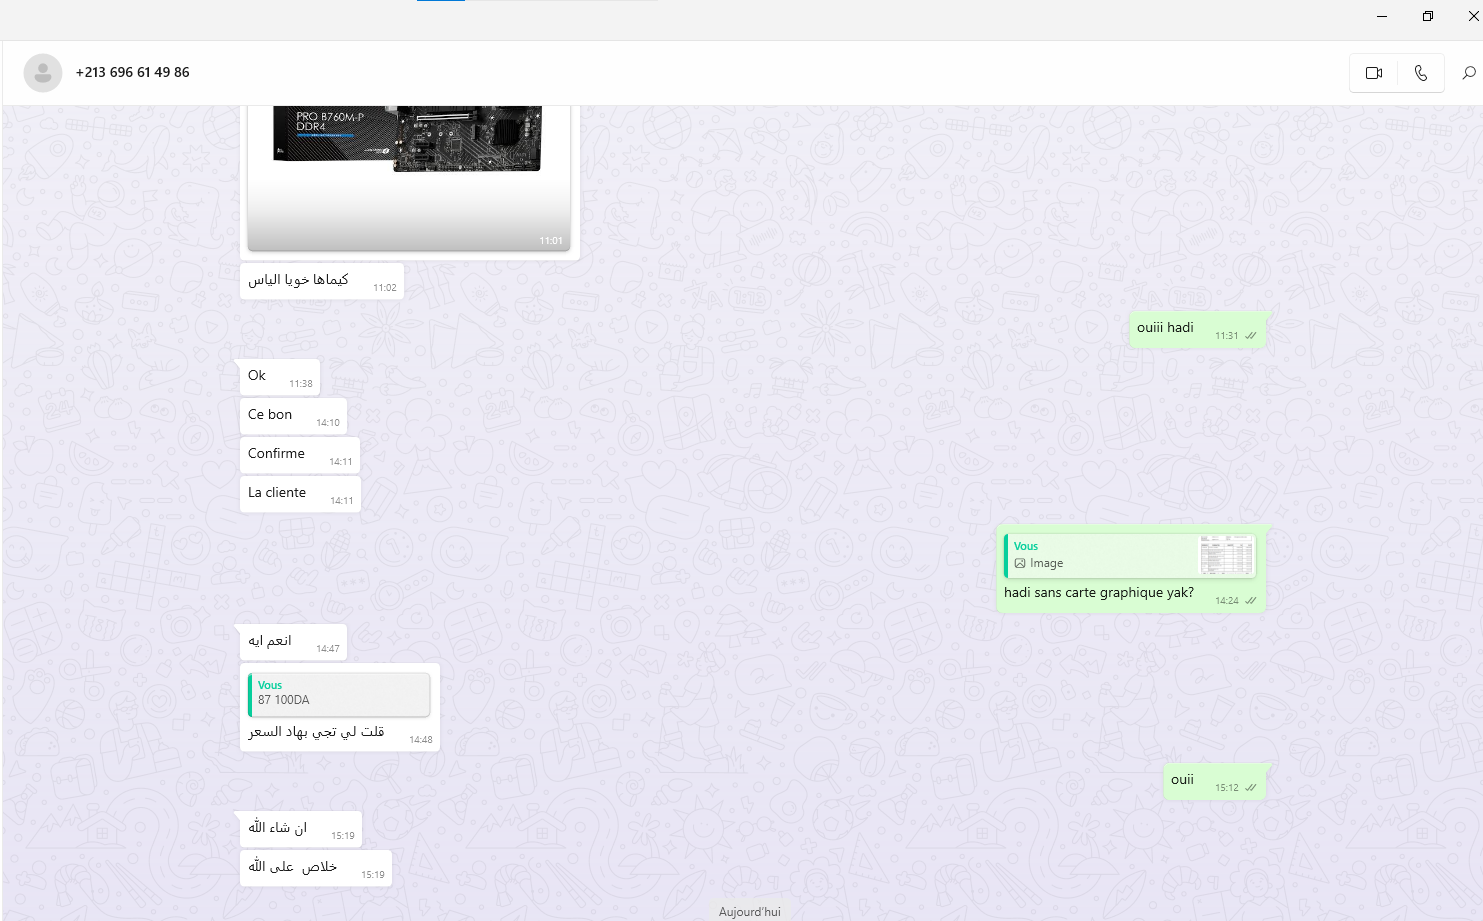 +213 696 61 49 86
PRO B760M-P
DDR4
11:01
كيماها خويا الياس
11:02
ouiii hadi
11:31
Ok
11:38
Ce bon
14:10
Confirme
14:11
La cliente
14:11
Vous
Image
hadi sans carte graphique yak?
14:24
انعم ايه
14:47
Vous
87 100DA
قلت لي تجي بهاد السعر
14:48
ouii
15:12
ان شاء الله
15:19
خلاص على الله
15:19
Aujourd'hui